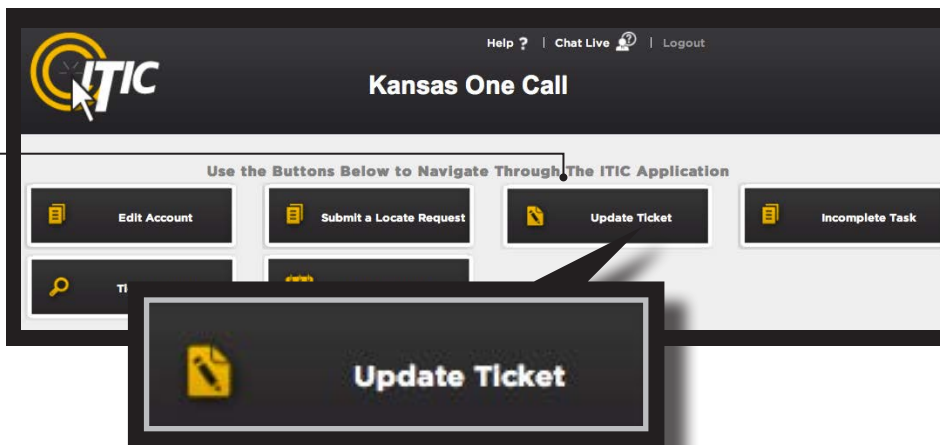 ITIC
Help ? | Chat Live | Logout
Kansas One Call
Use the Buttons Below to Navigate Through The ITIC Application
Edit Account
Submit a Locate Request
Update Ticket
Incomplete Task
Update Ticket